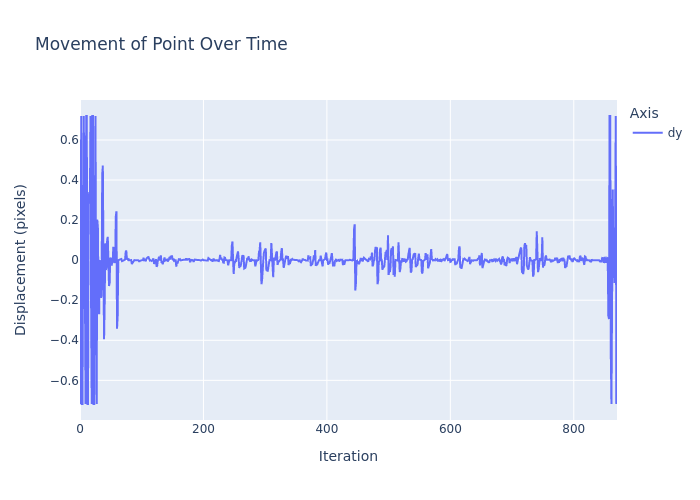 Movement of Point Over Time
Axis
dy
0.6
0.4
0.2
0
−0.2
−0.4
−0.6
Displacement (pixels)
0
200
400
600
800
Iteration